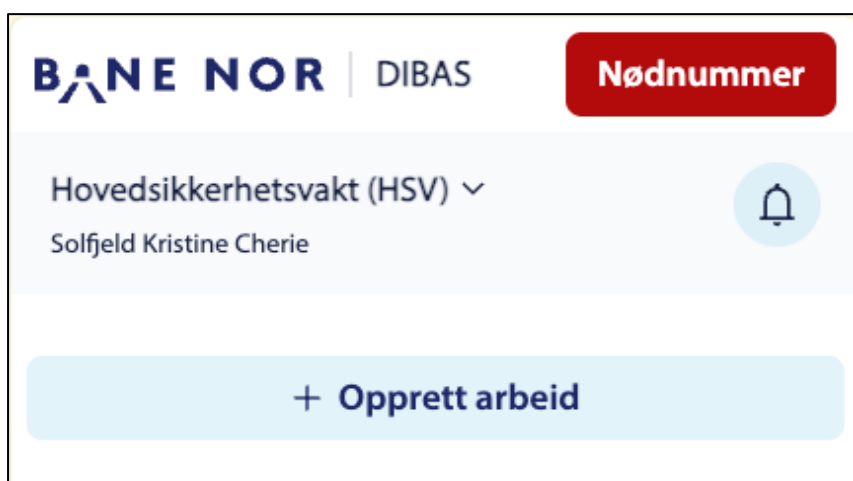 BANE NOR | DIBAS
Nødnummer
Hovedsikkerhetsvakt (HSV)
Solfjeld Kristine Cherie
+ Opprett arbeid